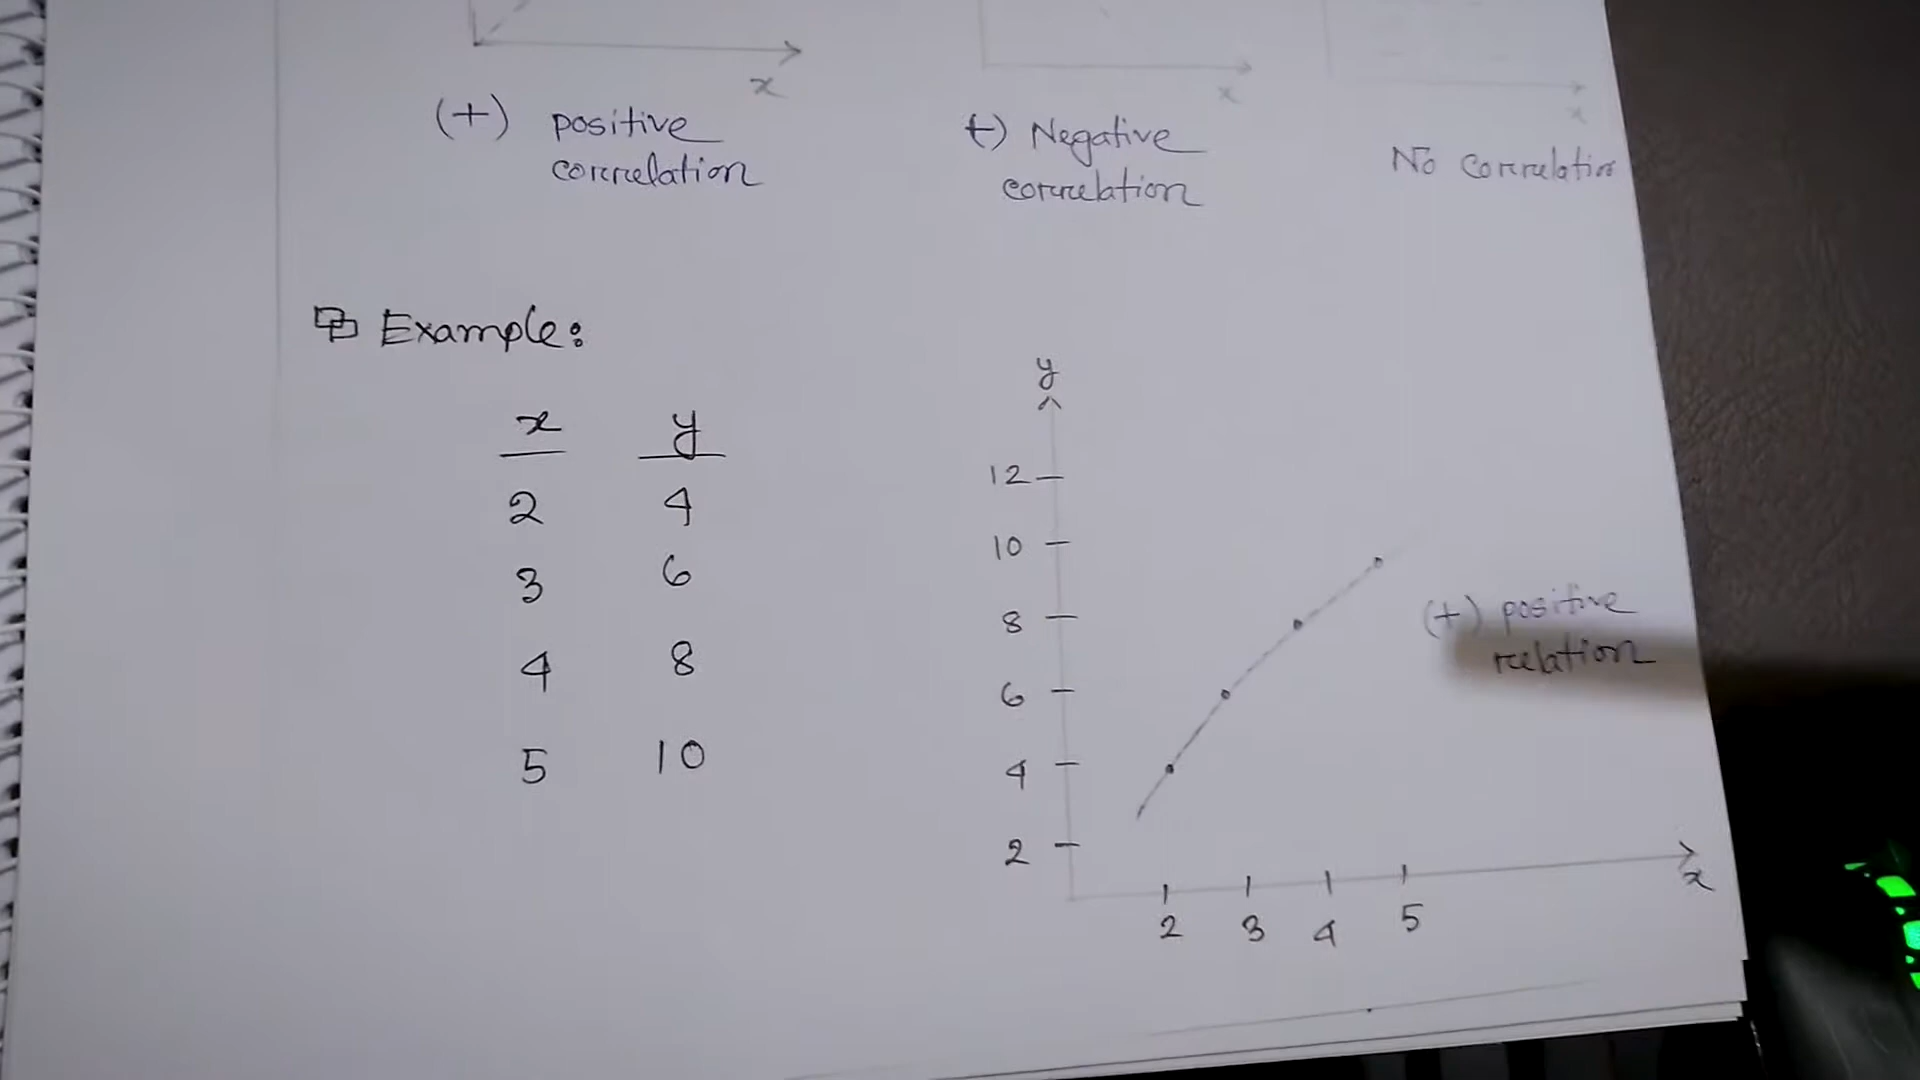 x x x
(+) positive (-) Negative No correlation
correlation correlation
Example:
x y
2 4
3 6
4 8
5 10
y
12
10
8
6
4
2
(+) positive
relation
x
2 3 4 5